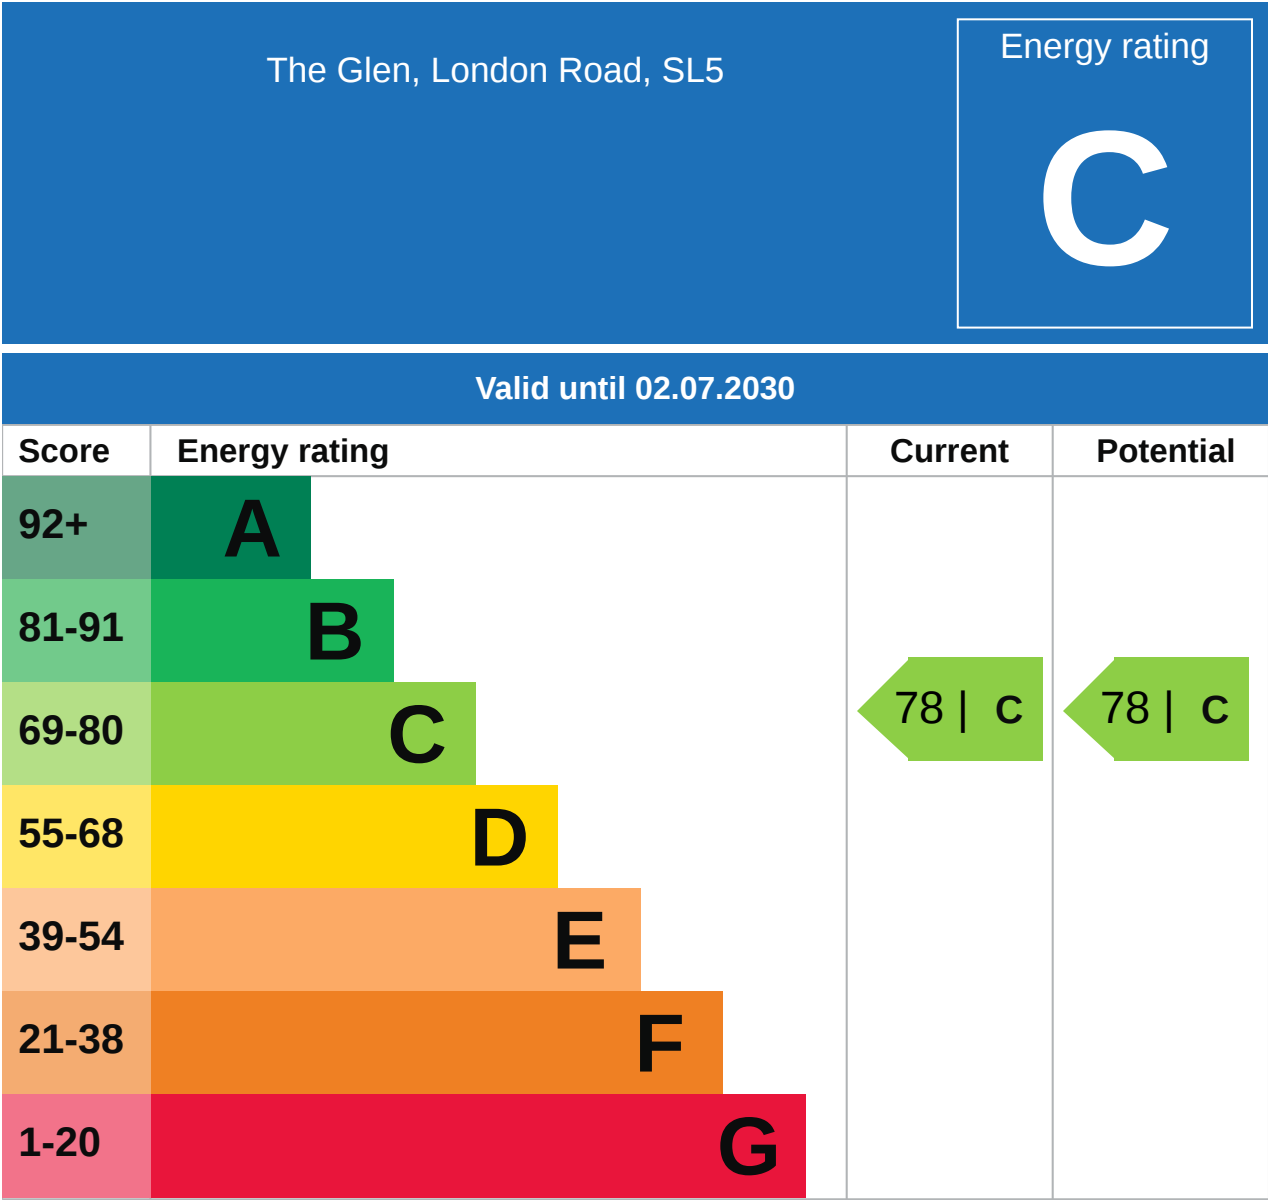 The Glen, London Road, SL5
Energy rating
C
Valid until 02.07.2030
Score Energy rating Current Potential
92+ A
81-91 B
69-80 C 78 | C 78 | C
55-68 D
39-54 E
21-38 F
1-20 G